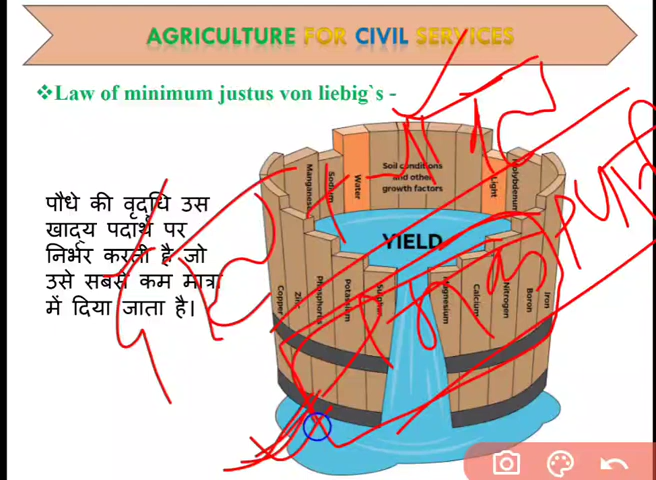 AGRICULTURE FOR CIVIL SERVICES
❖Law of minimum justus von liebig`s -
Soil conditions
and other
growth factors
Manganese
Sodium
Water
Light
Molybdenum
पौधे की वृद्धि उस
खाद्य पदार्थ पर
निर्भर करती है जो
उसे सबसे कम मात्रा
में दिया जाता है।
YIELD
Copper
Zinc
Phosphorus
Potassium
Sulphur
Magnesium
Calcium
Nitrogen
Boron
Iron